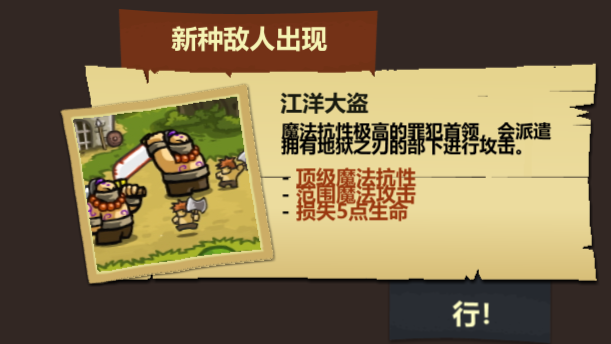 新种敌人出现
江洋大盗
魔法抗性极高的罪犯首领。会派遣
拥有地狱之刃的部下进行攻击。
- 顶级魔法抗性
- 范围魔法攻击
- 损失5点生命
行!